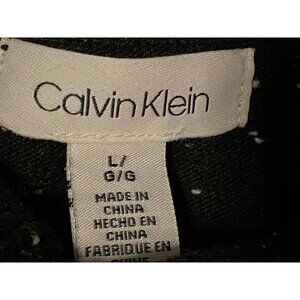 Calvin Klein
L/
G/G
MADE IN
CHINA
HECHO EN
CHINA
FABRIQUE EN